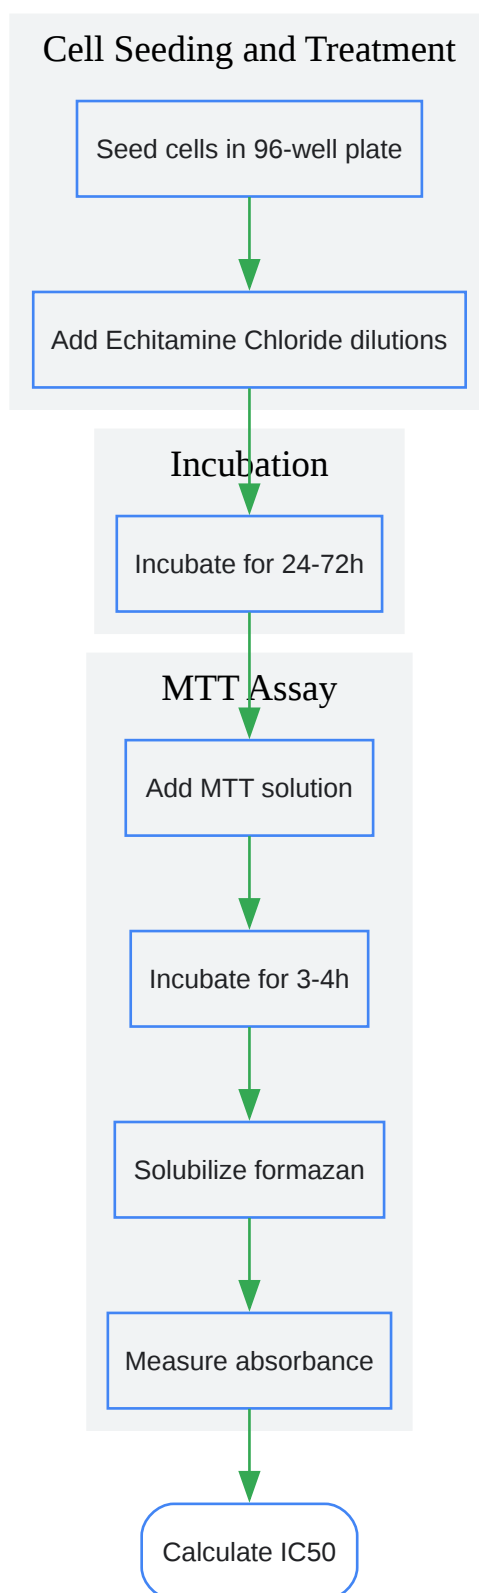 Cell Seeding and Treatment
Seed cells in 96-well plate
Add Echitamine Chloride dilutions
Incubation
Incubate for 24-72h
MTT Assay
Add MTT solution
Incubate for 3-4h
Solubilize formazan
Measure absorbance
Calculate IC50